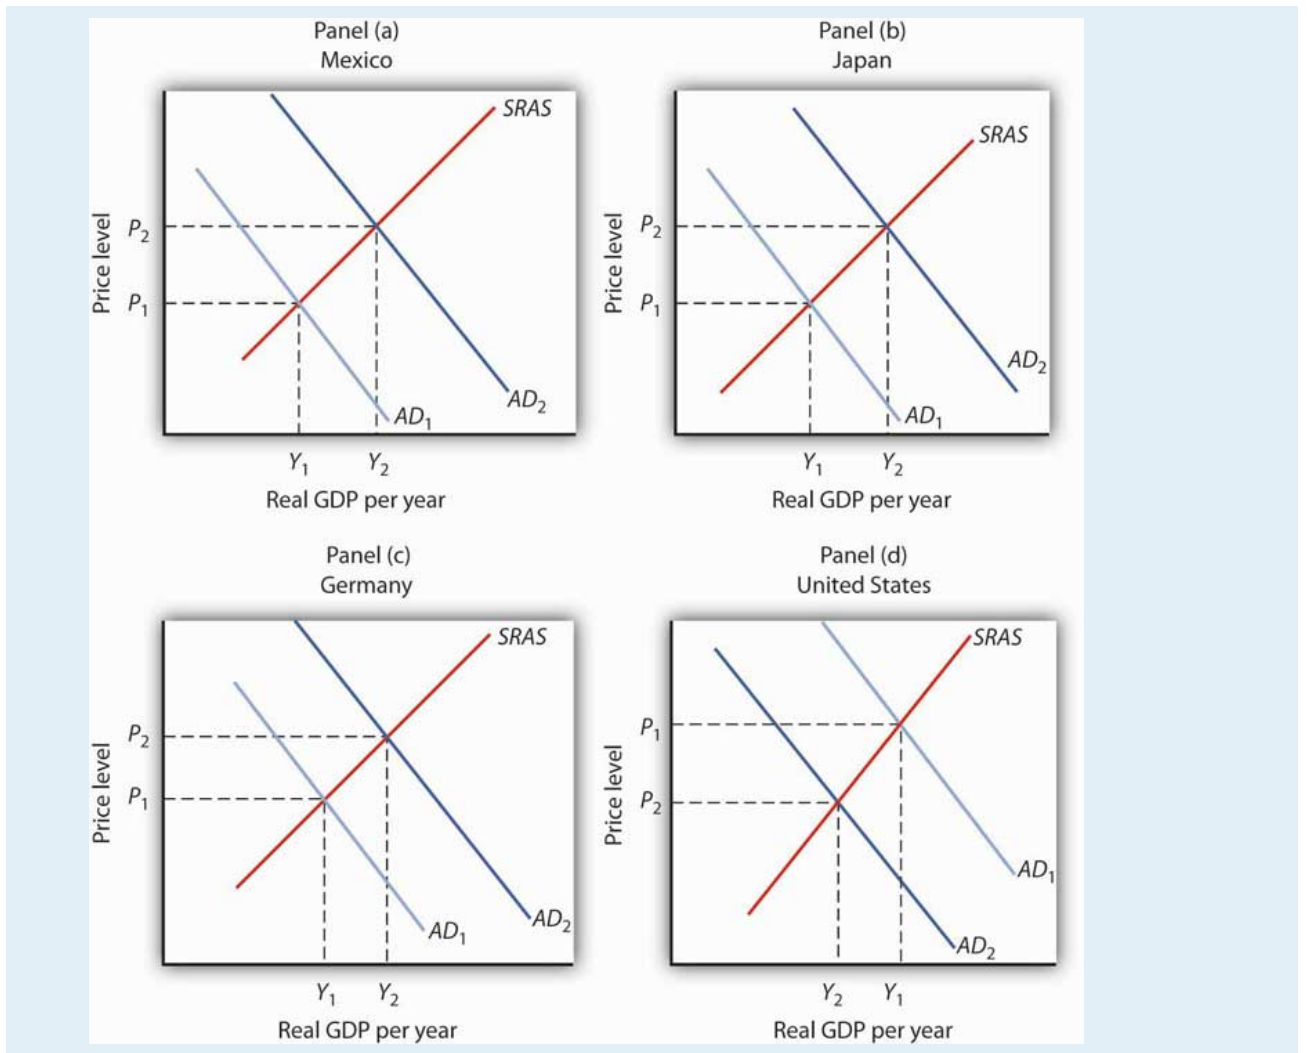 Panel (a)
Mexico
SRAS
P2
P1
Price level
AD2
AD1
Y1 Y2
Real GDP per year
Panel (b)
Japan
SRAS
P2
P1
Price level
AD2
AD1
Y1 Y2
Real GDP per year
Panel (c)
Germany
SRAS
P2
P1
Price level
AD2
AD1
Y1 Y2
Real GDP per year
Panel (d)
United States
SRAS
P1
P2
Price level
AD1
AD2
Y2 Y1
Real GDP per year